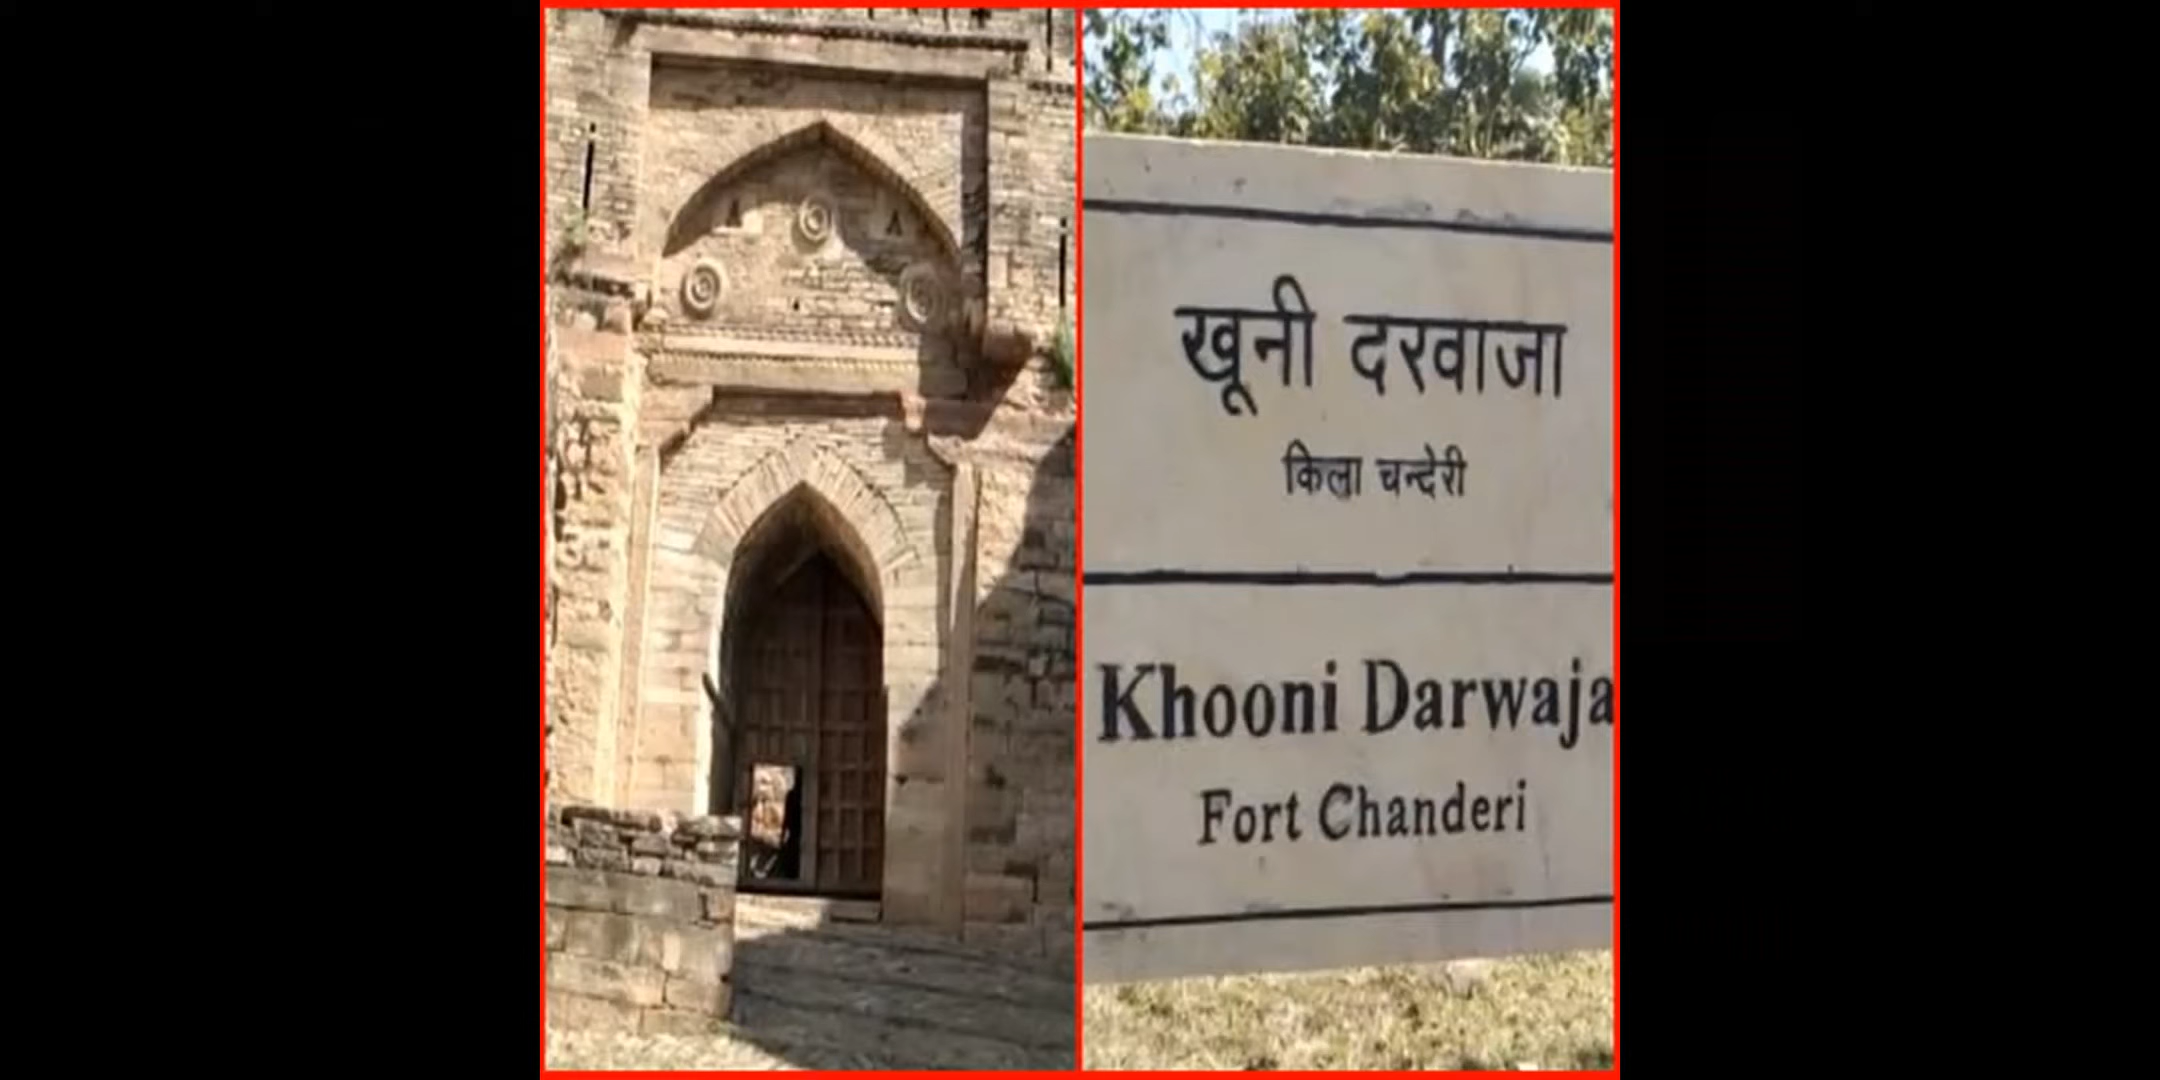 खूनी दरवाजा
किला चन्देरी
Khooni Darwaja
Fort Chanderi